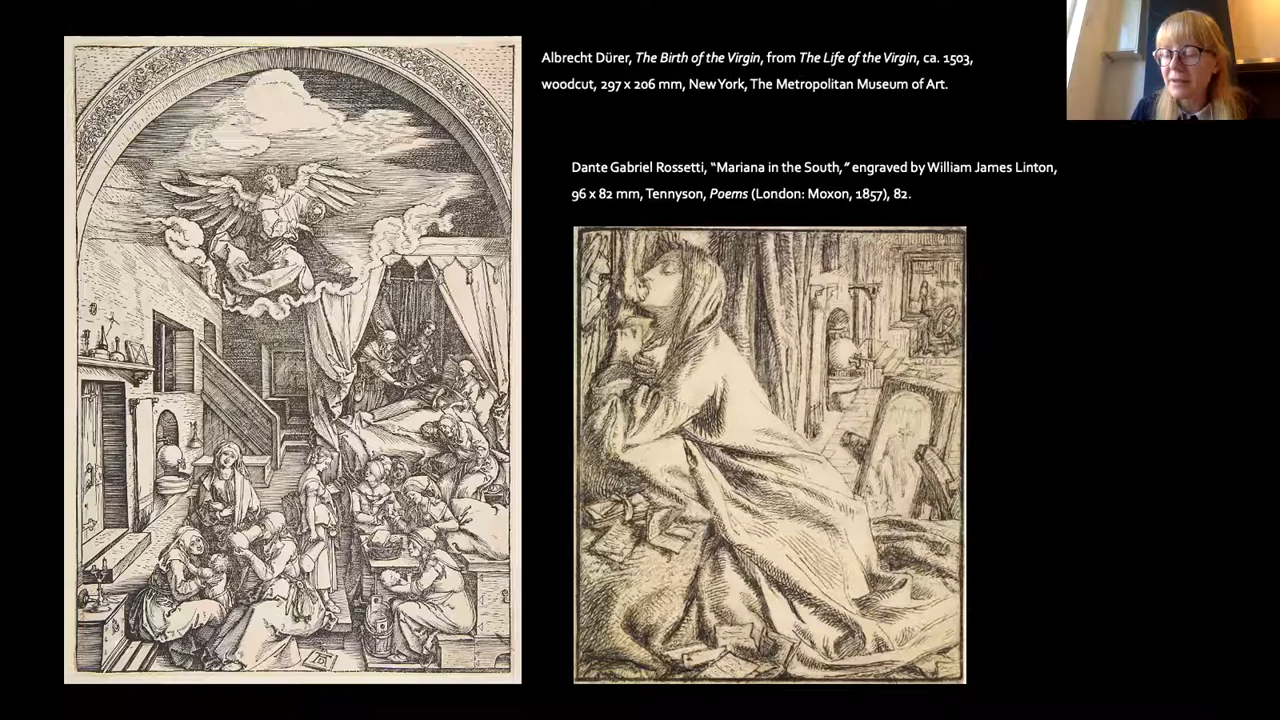 Albrecht Dürer, The Birth of the Virgin, from The Life of the Virgin, ca. 1503,
woodcut, 297 x 206 mm, New York, The Metropolitan Museum of Art.
Dante Gabriel Rossetti, “Mariana in the South,” engraved by William James Linton,
96 x 82 mm, Tennyson, Poems (London: Moxon, 1857), 82.